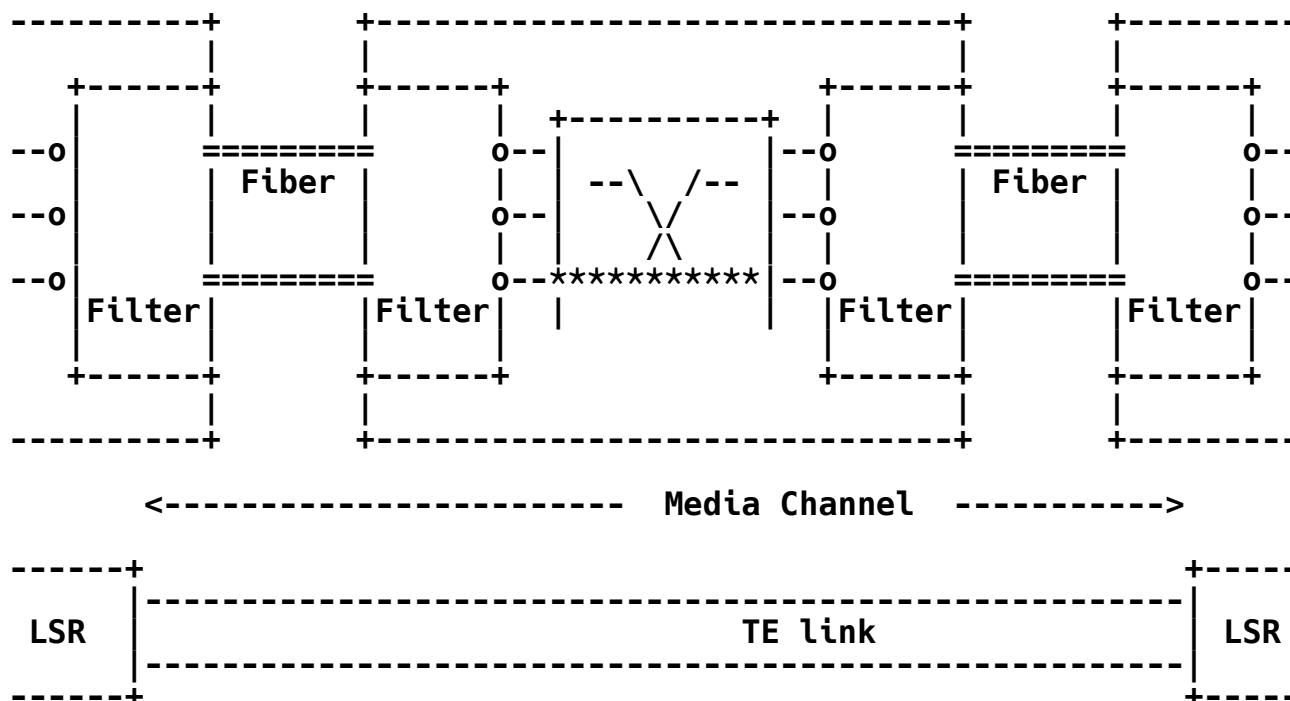 Fiber Fiber
Filter Filter Filter Filter
<----------------------- Media Channel ----------->
LSR TE link LSR